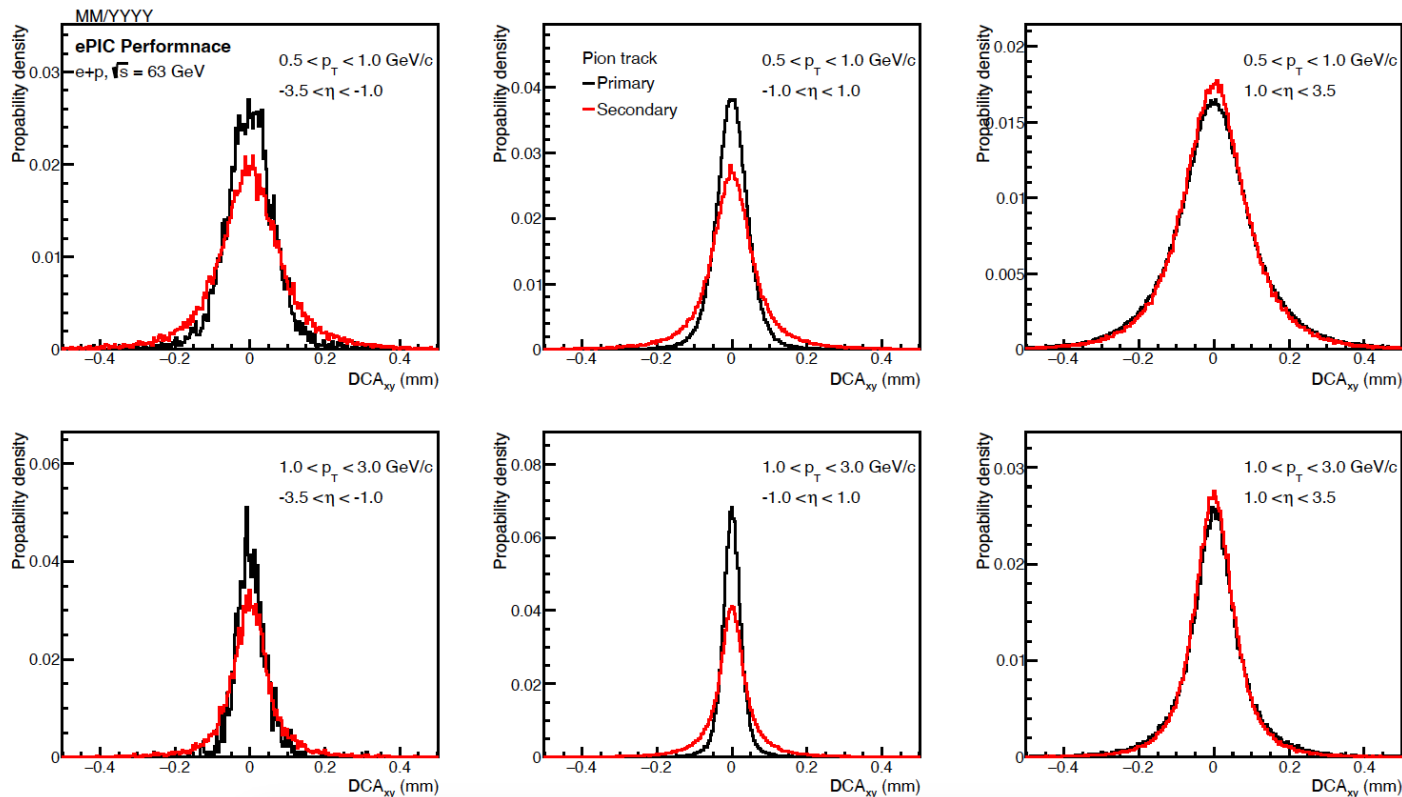 MM/YYYY
ePIC Performnace
e+p, √s = 63 GeV
0.5 < p_T < 1.0 GeV/c
-3.5 < η < -1.0
Propability density
0.03
0.02
0.01
0
−0.4
−0.2
0
0.2
0.4
DCA_xy (mm)
Pion track
Primary
Secondary
0.5 < p_T < 1.0 GeV/c
-1.0 < η < 1.0
Propability density
0.04
0.03
0.02
0.01
0
−0.4
−0.2
0
0.2
0.4
DCA_xy (mm)
0.5 < p_T < 1.0 GeV/c
1.0 < η < 3.5
Propability density
0.02
0.015
0.01
0.005
0
−0.4
−0.2
0
0.2
0.4
DCA_xy (mm)
1.0 < p_T < 3.0 GeV/c
-3.5 < η < -1.0
Propability density
0.06
0.04
0.02
0
−0.4
−0.2
0
0.2
0.4
DCA_xy (mm)
1.0 < p_T < 3.0 GeV/c
-1.0 < η < 1.0
Propability density
0.08
0.06
0.04
0.02
0
−0.4
−0.2
0
0.2
0.4
DCA_xy (mm)
1.0 < p_T < 3.0 GeV/c
1.0 < η < 3.5
Propability density
0.03
0.02
0.01
0
−0.4
−0.2
0
0.2
0.4
DCA_xy (mm)